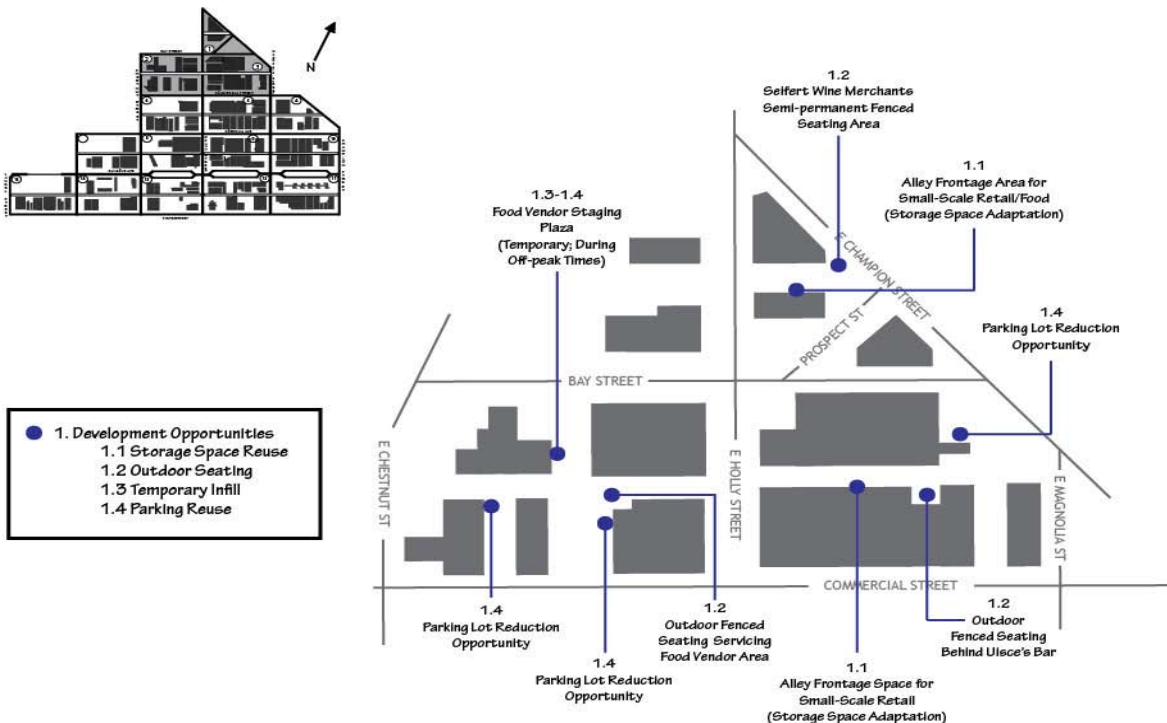 N
1.2
Seifert Wine Merchants
Semi-permanent Fenced
Seating Area
1.1
Alley Frontage Area for
Small-Scale Retail/Food
(Storage Space Adaptation)
1.3-1.4
Food Vendor Staging
Plaza
(Temporary; During
Off-peak Times)
E CHAMPION STREET
PROSPECT ST
1.4
Parking Lot Reduction
Opportunity
BAY STREET
1. Development Opportunities
1.1 Storage Space Reuse
1.2 Outdoor Seating
1.3 Temporary Infill
1.4 Parking Reuse
E CHESTNUT ST
E HOLLY STREET
E MAGNOLIA ST
COMMERCIAL STREET
1.4
Parking Lot Reduction
Opportunity
1.4
Parking Lot Reduction
Opportunity
1.2
Outdoor Fenced
Seating Servicing
Food Vendor Area
1.1
Alley Frontage Space for
Small-Scale Retail
(Storage Space Adaptation)
1.2
Outdoor
Fenced Seating
Behind Uisce's Bar